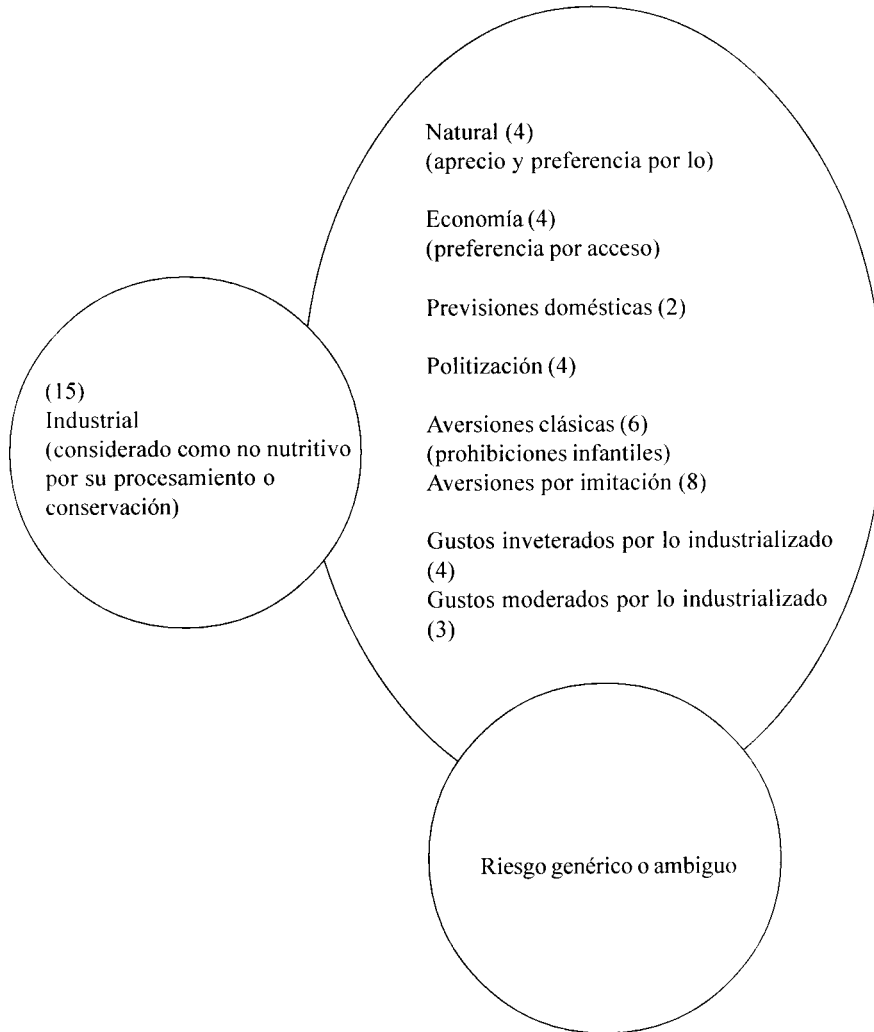 Natural (4)
(aprecio y preferencia por lo)
Economía (4)
(preferencia por acceso)
Previsiones domésticas (2)
Politización (4)
(15)
Industrial
(considerado como no nutritivo
por su procesamiento o
conservación)
Aversiones clásicas (6)
(prohibiciones infantiles)
Aversiones por imitación (8)
Gustos inveterados por lo industrializado
(4)
Gustos moderados por lo industrializado
(3)
Riesgo genérico o ambiguo